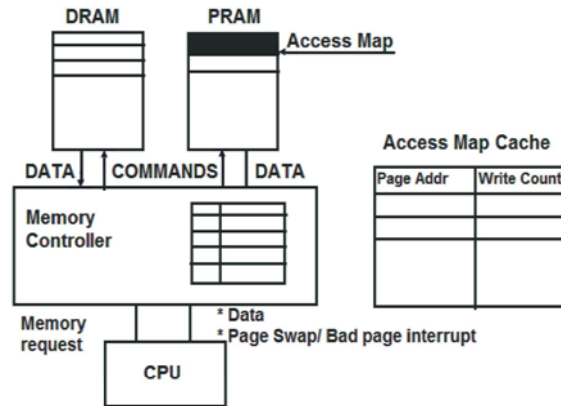 DRAM
PRAM
Access Map
DATA
COMMANDS
DATA
Access Map Cache
Page Addr
Write Count
Memory
Controller
Memory
request
* Data
* Page Swap/ Bad page interrupt
CPU